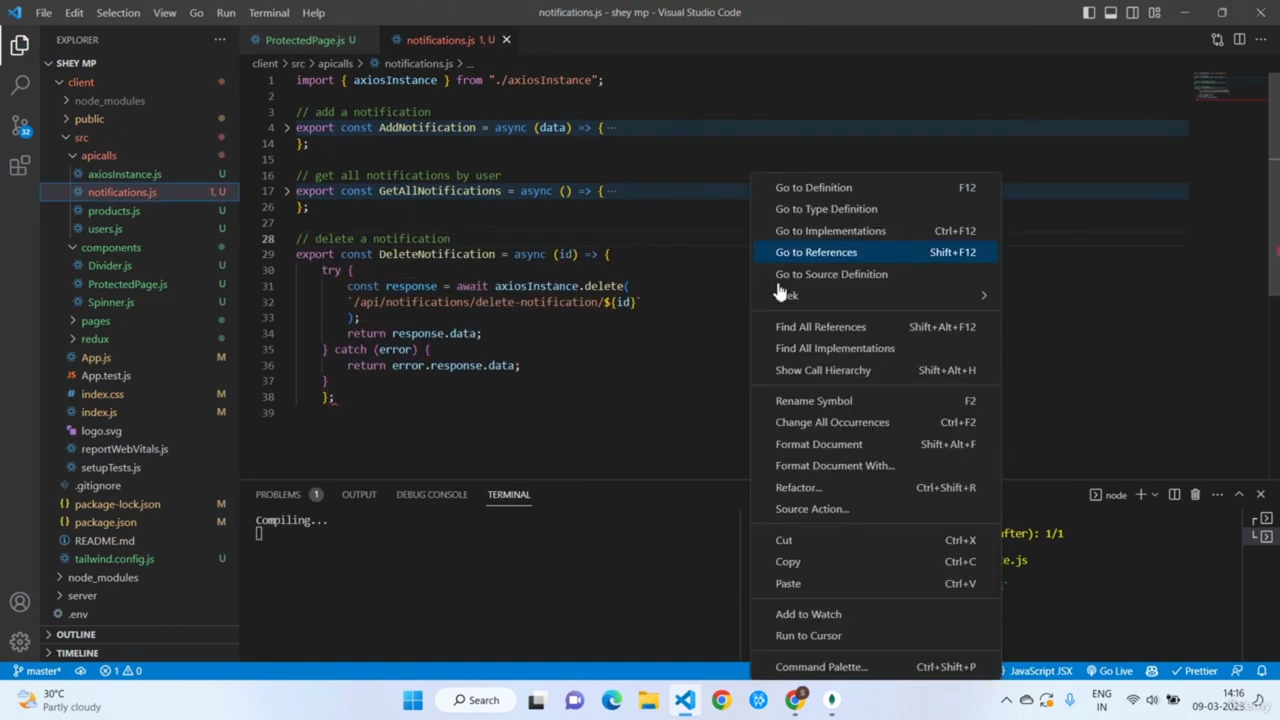 File Edit Selection View Go Run Terminal Help
notifications.js - shey mp - Visual Studio Code
EXPLORER
SHEY MP
client
node_modules
public
src
apicalls
axiosInstance.js U
notifications.js 1, U
products.js U
users.js U
components
Divider.js U
ProtectedPage.js U
Spinner.js U
pages
redux
App.js M
App.test.js
index.css M
index.js M
logo.svg
reportWebVitals.js
setupTests.js
.gitignore
package-lock.json M
package.json M
README.md
tailwind.config.js U
node_modules
server
.env
OUTLINE
TIMELINE
32
ProtectedPage.js U
notifications.js 1, U
client > src > apicalls > notifications.js > ...
1 import { axiosInstance } from "./axiosInstance";
2
3 // add a notification
4 export const AddNotification = async (data) => { ...
14 };
15
16 // get all notifications by user
17 export const GetAllNotifications = async () => { ...
26 };
27
28 // delete a notification
29 export const DeleteNotification = async (id) => {
30 try {
31 const response = await axiosInstance.delete(
32 `/api/notifications/delete-notification/${id}`
33 );
34 return response.data;
35 } catch (error) {
36 return error.response.data;
37 }
38 };
39
Go to Definition F12
Go to Type Definition
Go to Implementations Ctrl+F12
Go to References Shift+F12
Go to Source Definition
Find All References Shift+Alt+F12
Find All Implementations
Show Call Hierarchy Shift+Alt+H
Rename Symbol F2
Change All Occurrences Ctrl+F2
Format Document Shift+Alt+F
Format Document With...
Refactor... Ctrl+Shift+R
Source Action...
Cut Ctrl+X
Copy Ctrl+C
Paste Ctrl+V
Add to Watch
Run to Cursor
Command Palette... Ctrl+Shift+P
PROBLEMS 1 OUTPUT DEBUG CONSOLE TERMINAL
node
Compiling...
1/1
master* 1 0
JavaScript JSX Go Live Prettier
30°C
Partly cloudy
Search
ENG
IN
14:16
09-03-2023